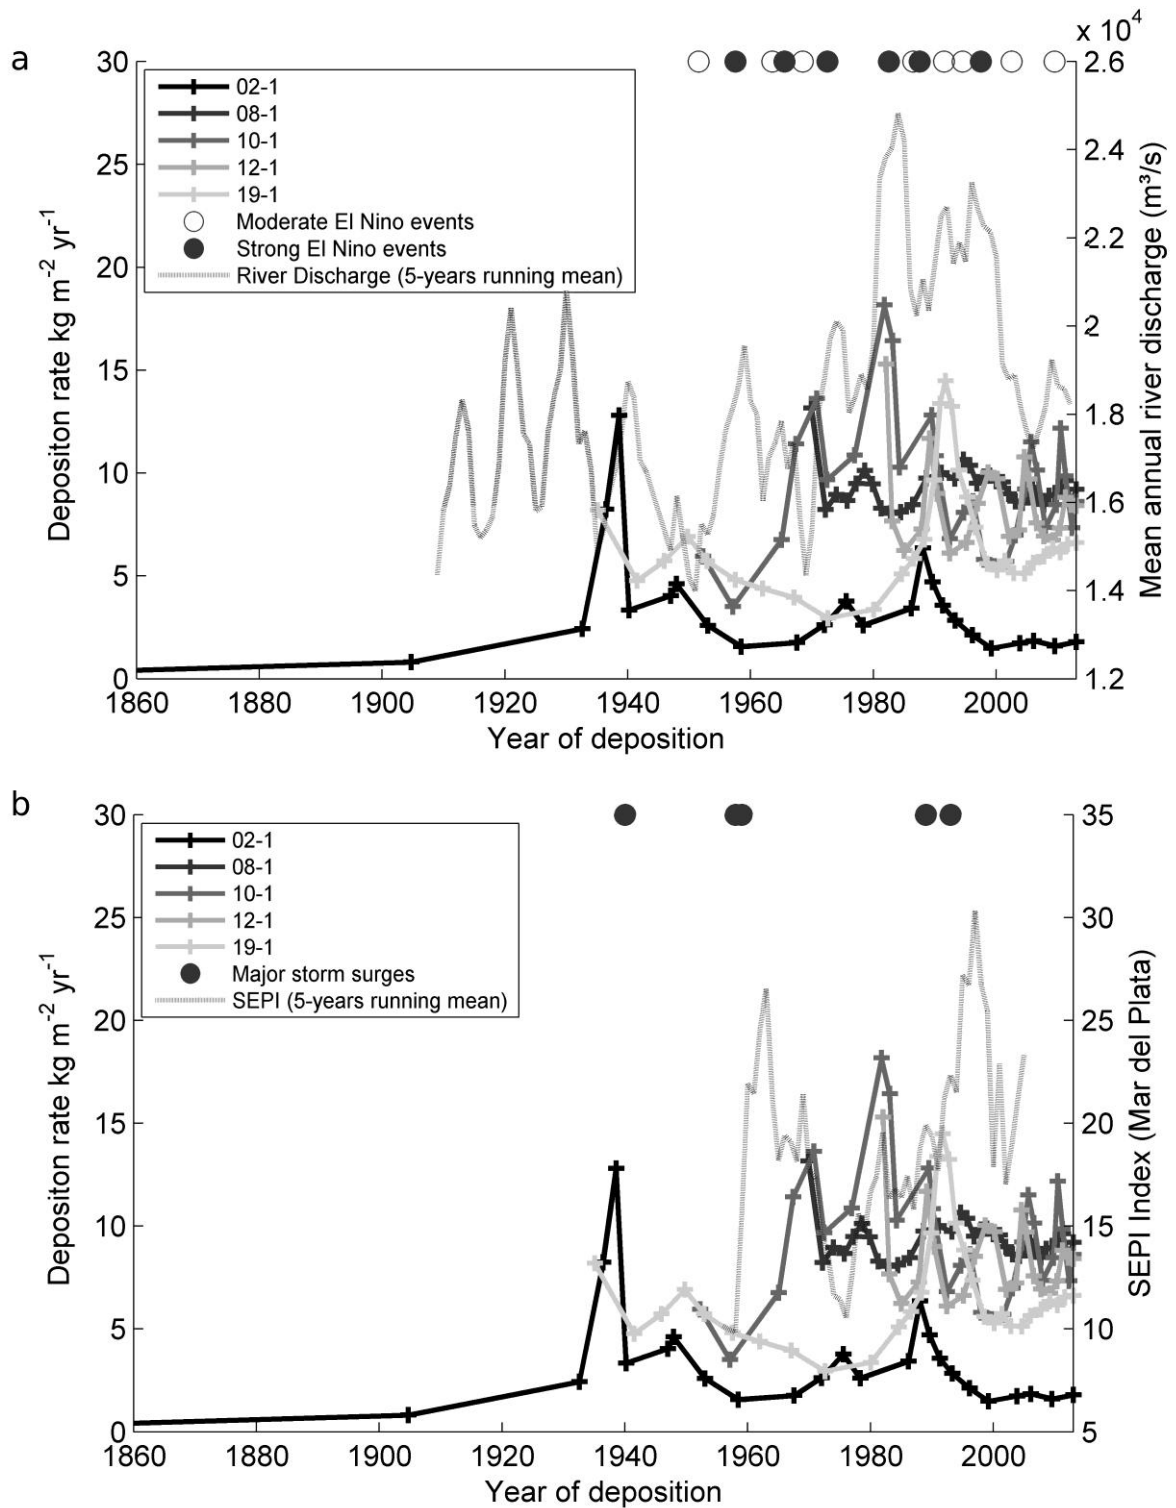 a
x 10⁴
30
25
20
15
10
5
0
Depositon rate kg m⁻² yr⁻¹
02-1
08-1
10-1
12-1
19-1
Moderate El Nino events
Strong El Nino events
River Discharge (5-years running mean)
2.6
2.4
2.2
2
1.8
1.6
1.4
1.2
Mean annual river discharge (m³/s)
1860 1880 1900 1920 1940 1960 1980 2000
Year of deposition
b
30
25
20
15
10
5
0
Depositon rate kg m⁻² yr⁻¹
02-1
08-1
10-1
12-1
19-1
Major storm surges
SEPI (5-years running mean)
35
30
25
20
15
10
5
SEPI Index (Mar del Plata)
1860 1880 1900 1920 1940 1960 1980 2000
Year of deposition